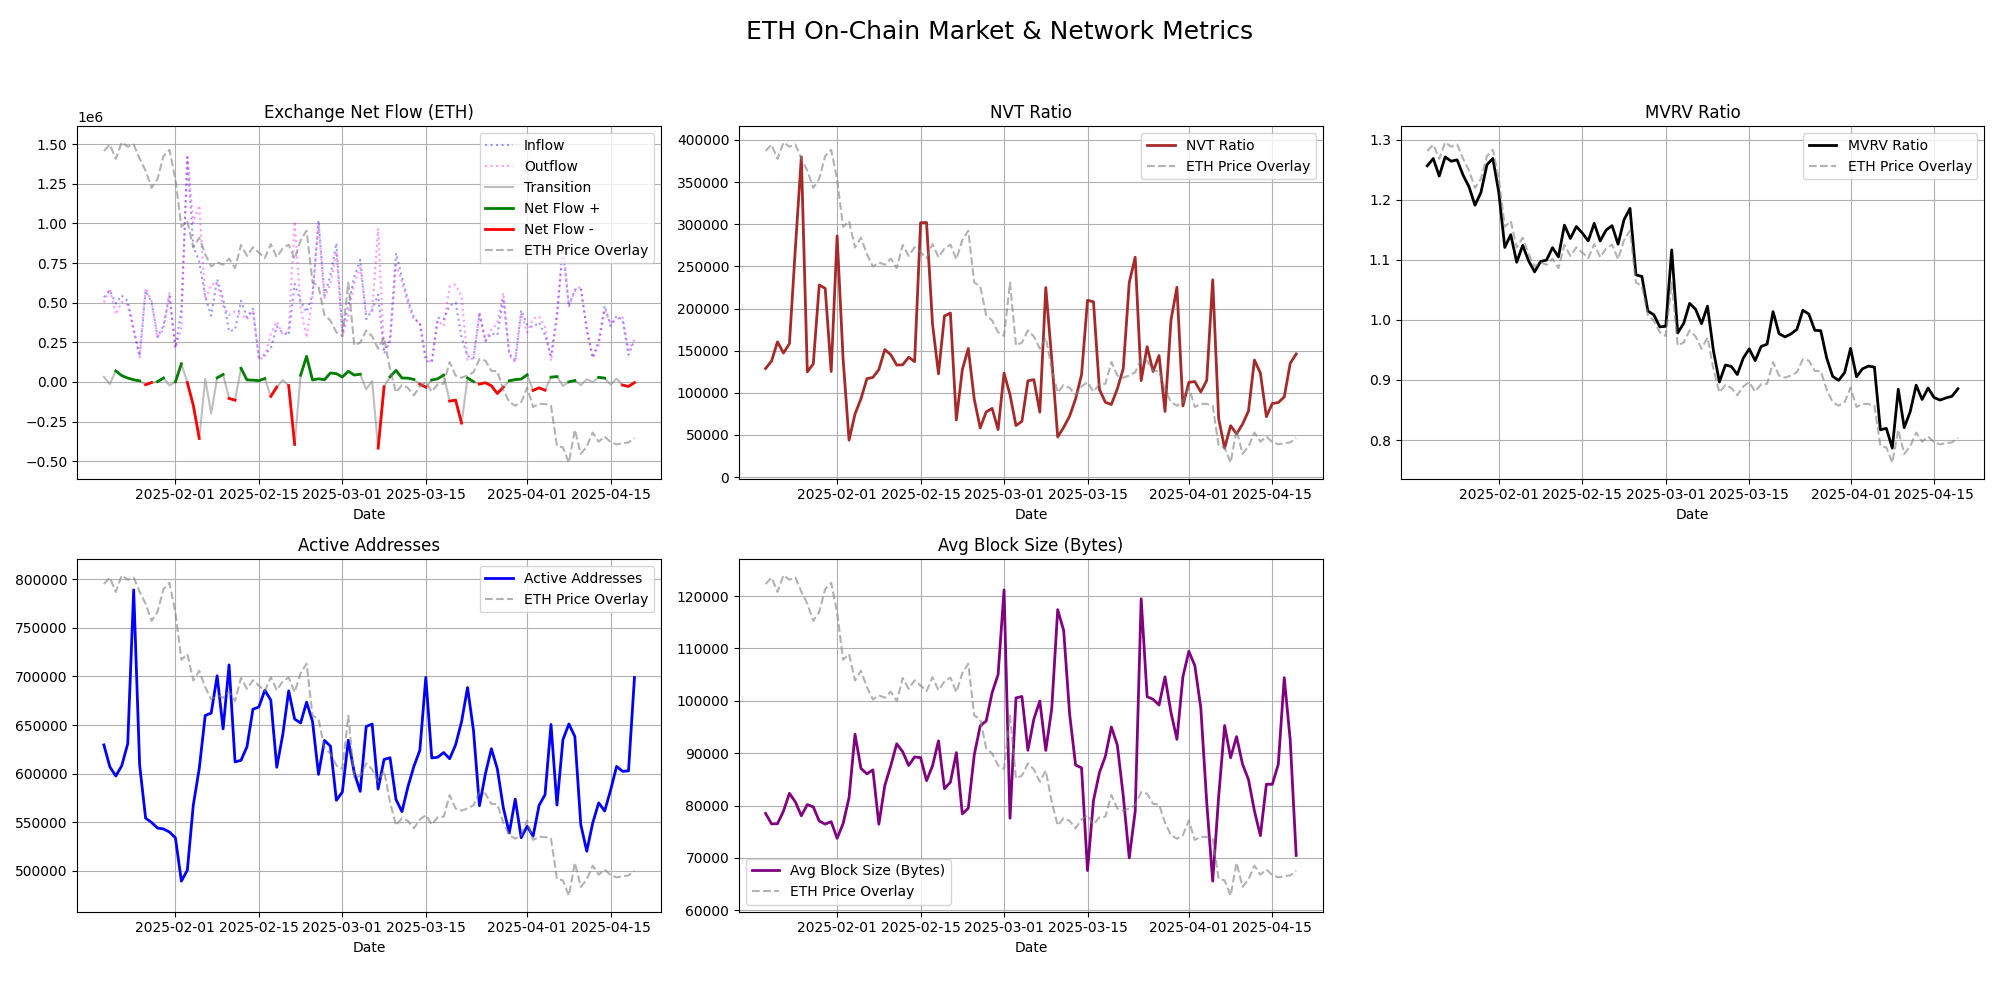 ETH On-Chain Market & Network Metrics
Exchange Net Flow (ETH)
1e6
1.50
1.25
1.00
0.75
0.50
0.25
0.00
−0.25
−0.50
Inflow
Outflow
Transition
Net Flow +
Net Flow -
ETH Price Overlay
2025-02-01 2025-02-15 2025-03-01 2025-03-15 2025-04-01 2025-04-15
Date
NVT Ratio
400000
350000
300000
250000
200000
150000
100000
50000
0
NVT Ratio
ETH Price Overlay
2025-02-01 2025-02-15 2025-03-01 2025-03-15 2025-04-01 2025-04-15
Date
MVRV Ratio
1.3
1.2
1.1
1.0
0.9
0.8
MVRV Ratio
ETH Price Overlay
2025-02-01 2025-02-15 2025-03-01 2025-03-15 2025-04-01 2025-04-15
Date
Active Addresses
800000
750000
700000
650000
600000
550000
500000
Active Addresses
ETH Price Overlay
2025-02-01 2025-02-15 2025-03-01 2025-03-15 2025-04-01 2025-04-15
Date
Avg Block Size (Bytes)
120000
110000
100000
90000
80000
70000
60000
Avg Block Size (Bytes)
ETH Price Overlay
2025-02-01 2025-02-15 2025-03-01 2025-03-15 2025-04-01 2025-04-15
Date